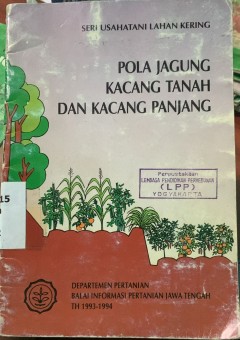 SERI USAHATANI LAHAN KERING
POLA JAGUNG
KACANG TANAH
DAN KACANG PANJANG
Perpustakaan
LEMBAGA PENDIDIKAN PERKEBUNAN
(LPP)
YOGYAKARTA
15
DEPARTEMEN PERTANIAN
BALAI INFORMASI PERTANIAN JAWA TENGAH
TH 1993-1994